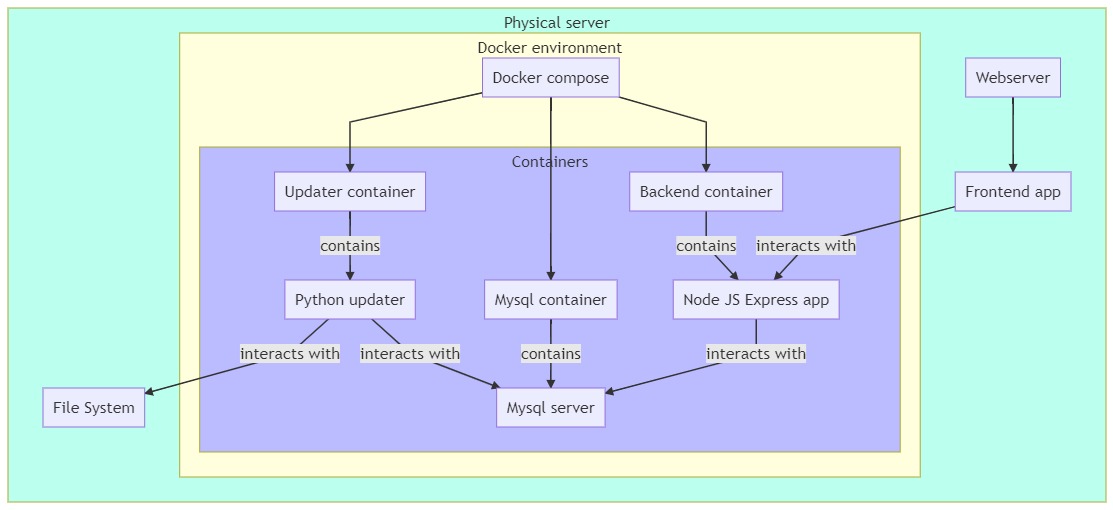 Physical server
Docker environment
Docker compose
Webserver
Containers
Updater container
Backend container
Frontend app
contains
contains
interacts with
Python updater
Mysql container
Node JS Express app
interacts with
interacts with
contains
interacts with
File System
Mysql server